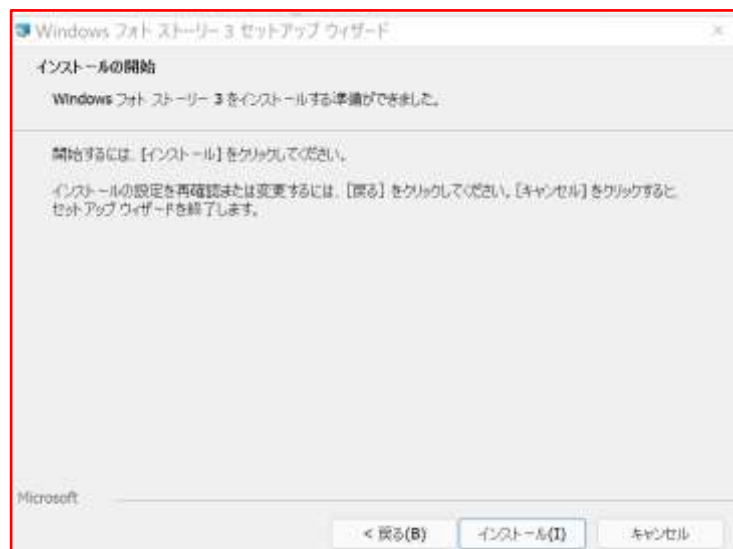 Windows フォト ストーリー 3 セットアップ ウィザード
インストールの開始
Windows フォト ストーリー 3 をインストールする準備ができました。
開始するには、[インストール] をクリックしてください。
インストールの設定を再確認または変更するには、[戻る] をクリックしてください。[キャンセル] をクリックすると、
セットアップ ウィザードを終了します。
Microsoft
< 戻る(B) インストール(I) キャンセル